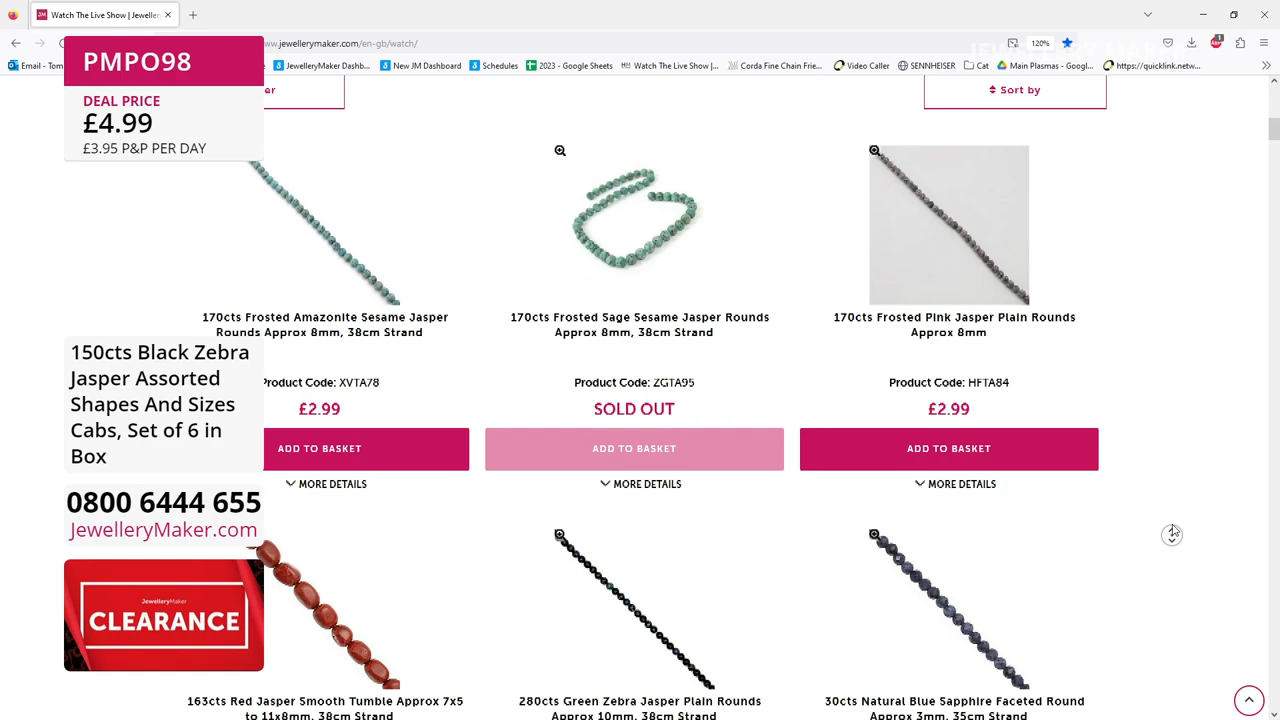 Watch The Live Show | Jeweller
ww.jewellerymaker.com/en-gb/watch/
120%
1
Email - Tom
JewelleryMaker Dashb...
New JM Dashboard
Schedules
2023 - Google Sheets
Watch The Live Show |...
Corda Fine Chain Frie...
Video Caller
SENNHEISER
Cat
Main Plasmas - Googl...
https://quicklink.netw...
PMPO98
DEAL PRICE
£4.99
£3.95 P&P PER DAY
er
Sort by
170cts Frosted Amazonite Sesame Jasper
Rounds Approx 8mm, 38cm Strand
Product Code: XVTA78
£2.99
ADD TO BASKET
MORE DETAILS
170cts Frosted Sage Sesame Jasper Rounds
Approx 8mm, 38cm Strand
Product Code: ZGTA95
SOLD OUT
ADD TO BASKET
MORE DETAILS
170cts Frosted Pink Jasper Plain Rounds
Approx 8mm
Product Code: HFTA84
£2.99
ADD TO BASKET
MORE DETAILS
150cts Black Zebra
Jasper Assorted
Shapes And Sizes
Cabs, Set of 6 in
Box
0800 6444 655
JewelleryMaker.com
JewelleryMaker
CLEARANCE
163cts Red Jasper Smooth Tumble Approx 7x5
to 11x8mm, 38cm Strand
280cts Green Zebra Jasper Plain Rounds
Approx 10mm, 38cm Strand
30cts Natural Blue Sapphire Faceted Round
Approx 3mm, 35cm Strand